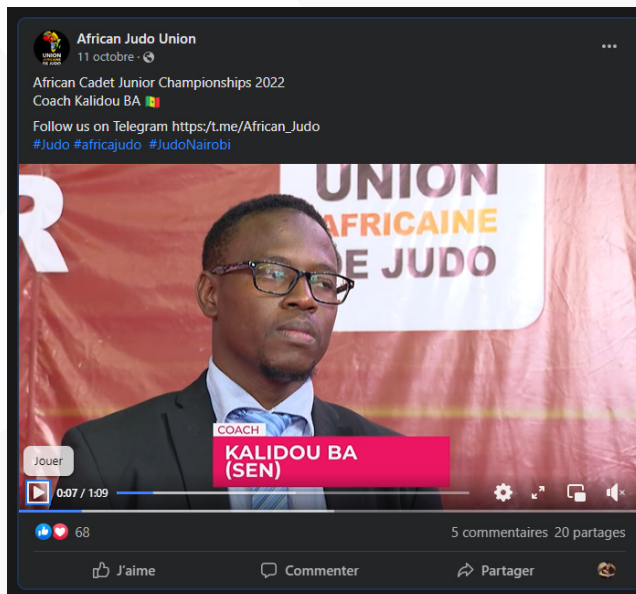 African Judo Union
11 octobre
African Cadet Junior Championships 2022
Coach Kalidou BA
Follow us on Telegram https:/t.me/African_Judo
#Judo #africajudo #JudoNairobi
R
UNION
AFRICAINE
DE JUDO
COACH
KALIDOU BA
(SEN)
Jouer
0:07 / 1:09
68
5 commentaires 20 partages
J'aime
Commenter
Partager